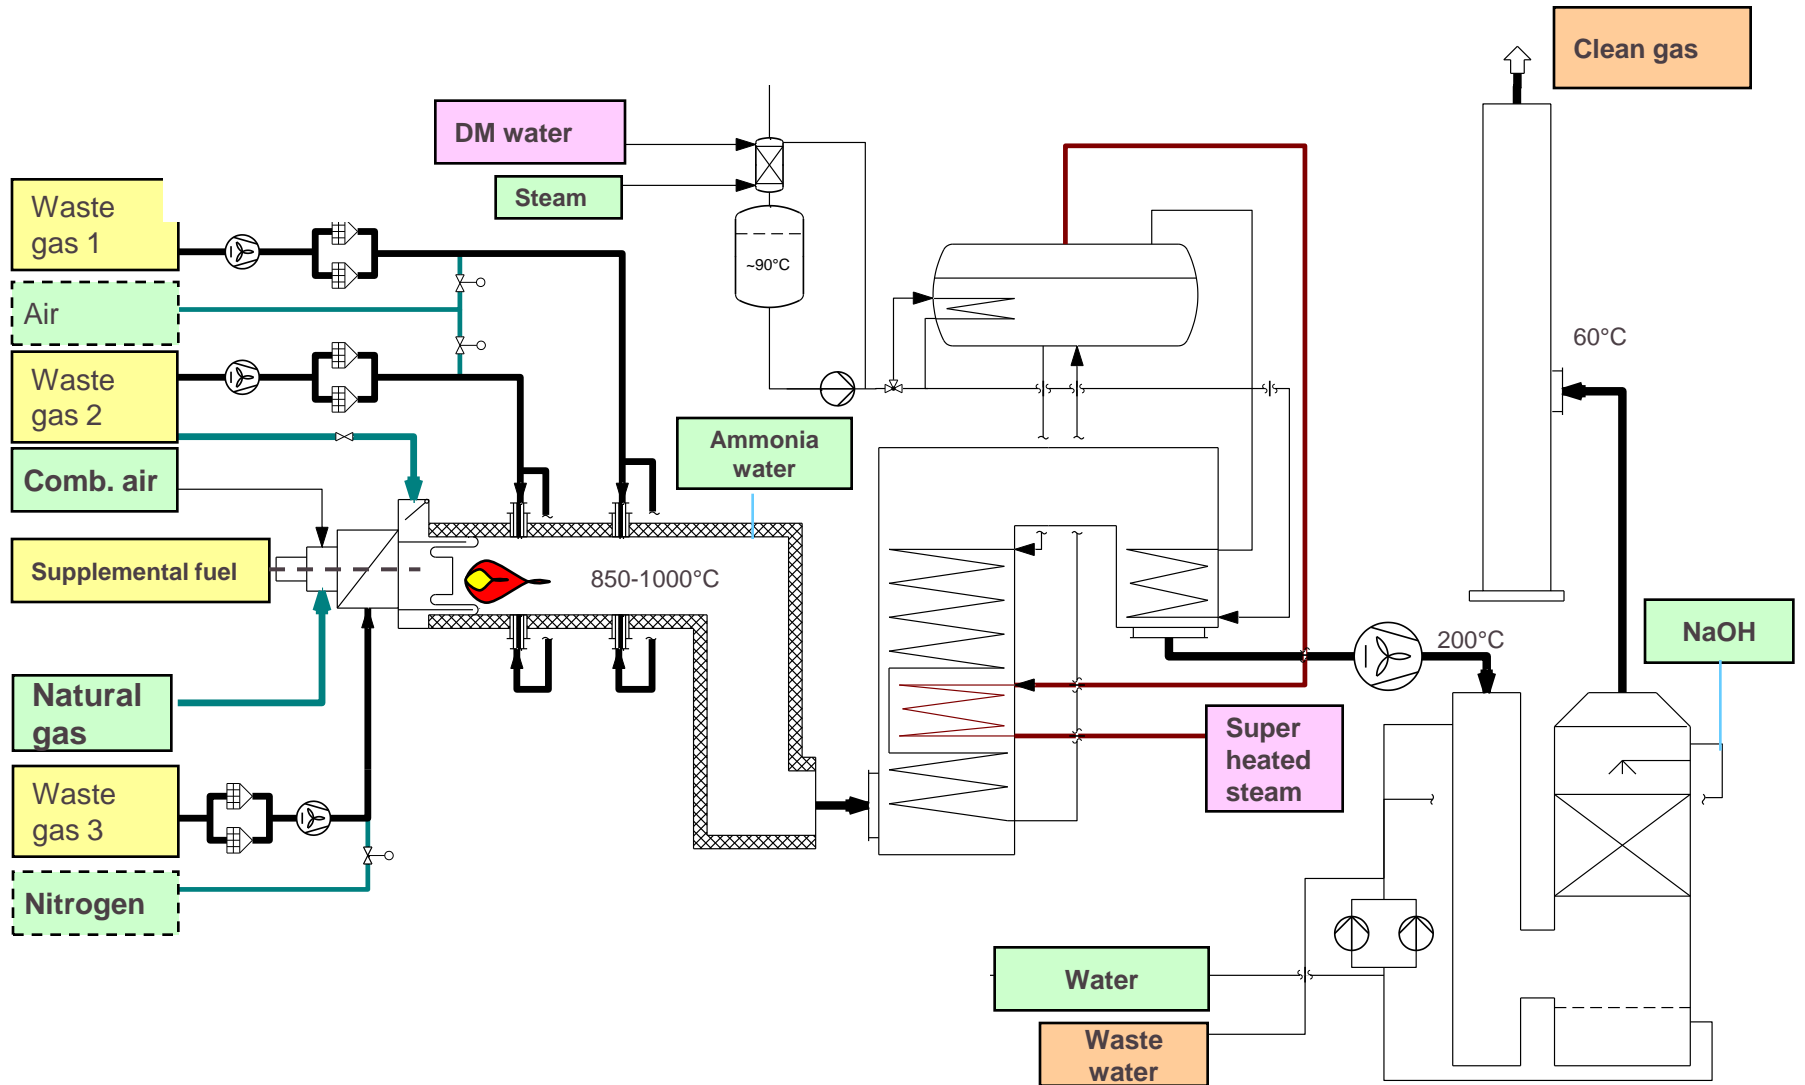 Clean gas
DM water
Steam
Waste
gas 1
~90°C
Air
60°C
Waste
gas 2
Ammonia
water
Comb. air
Supplemental fuel
850-1000°C
200°C
NaOH
Natural
gas
Super
heated
steam
Waste
gas 3
Nitrogen
Water
Waste
water